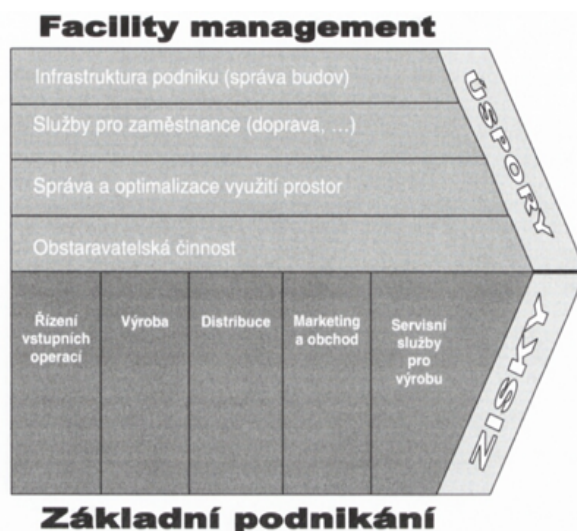 Facility management
Infrastruktura podniku (správa budov)
Služby pro zaměstnance (doprava, ...)
Správa a optimalizace využití prostor
Obstaravatelská činnost
ÚSPORY
Řízení
vstupních
operací
Výroba
Distribuce
Marketing
a obchod
Servisní
služby
pro
výrobu
ZISKY
Základní podnikání